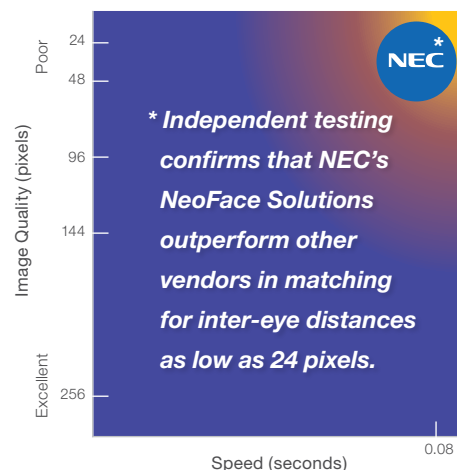 Poor
24
48
NEC*
* Independent testing
confirms that NEC's
NeoFace Solutions
outperform other
vendors in matching
for inter-eye distances
as low as 24 pixels.
Image Quality (pixels)
96
144
Excellent
256
0.08
Speed (seconds)